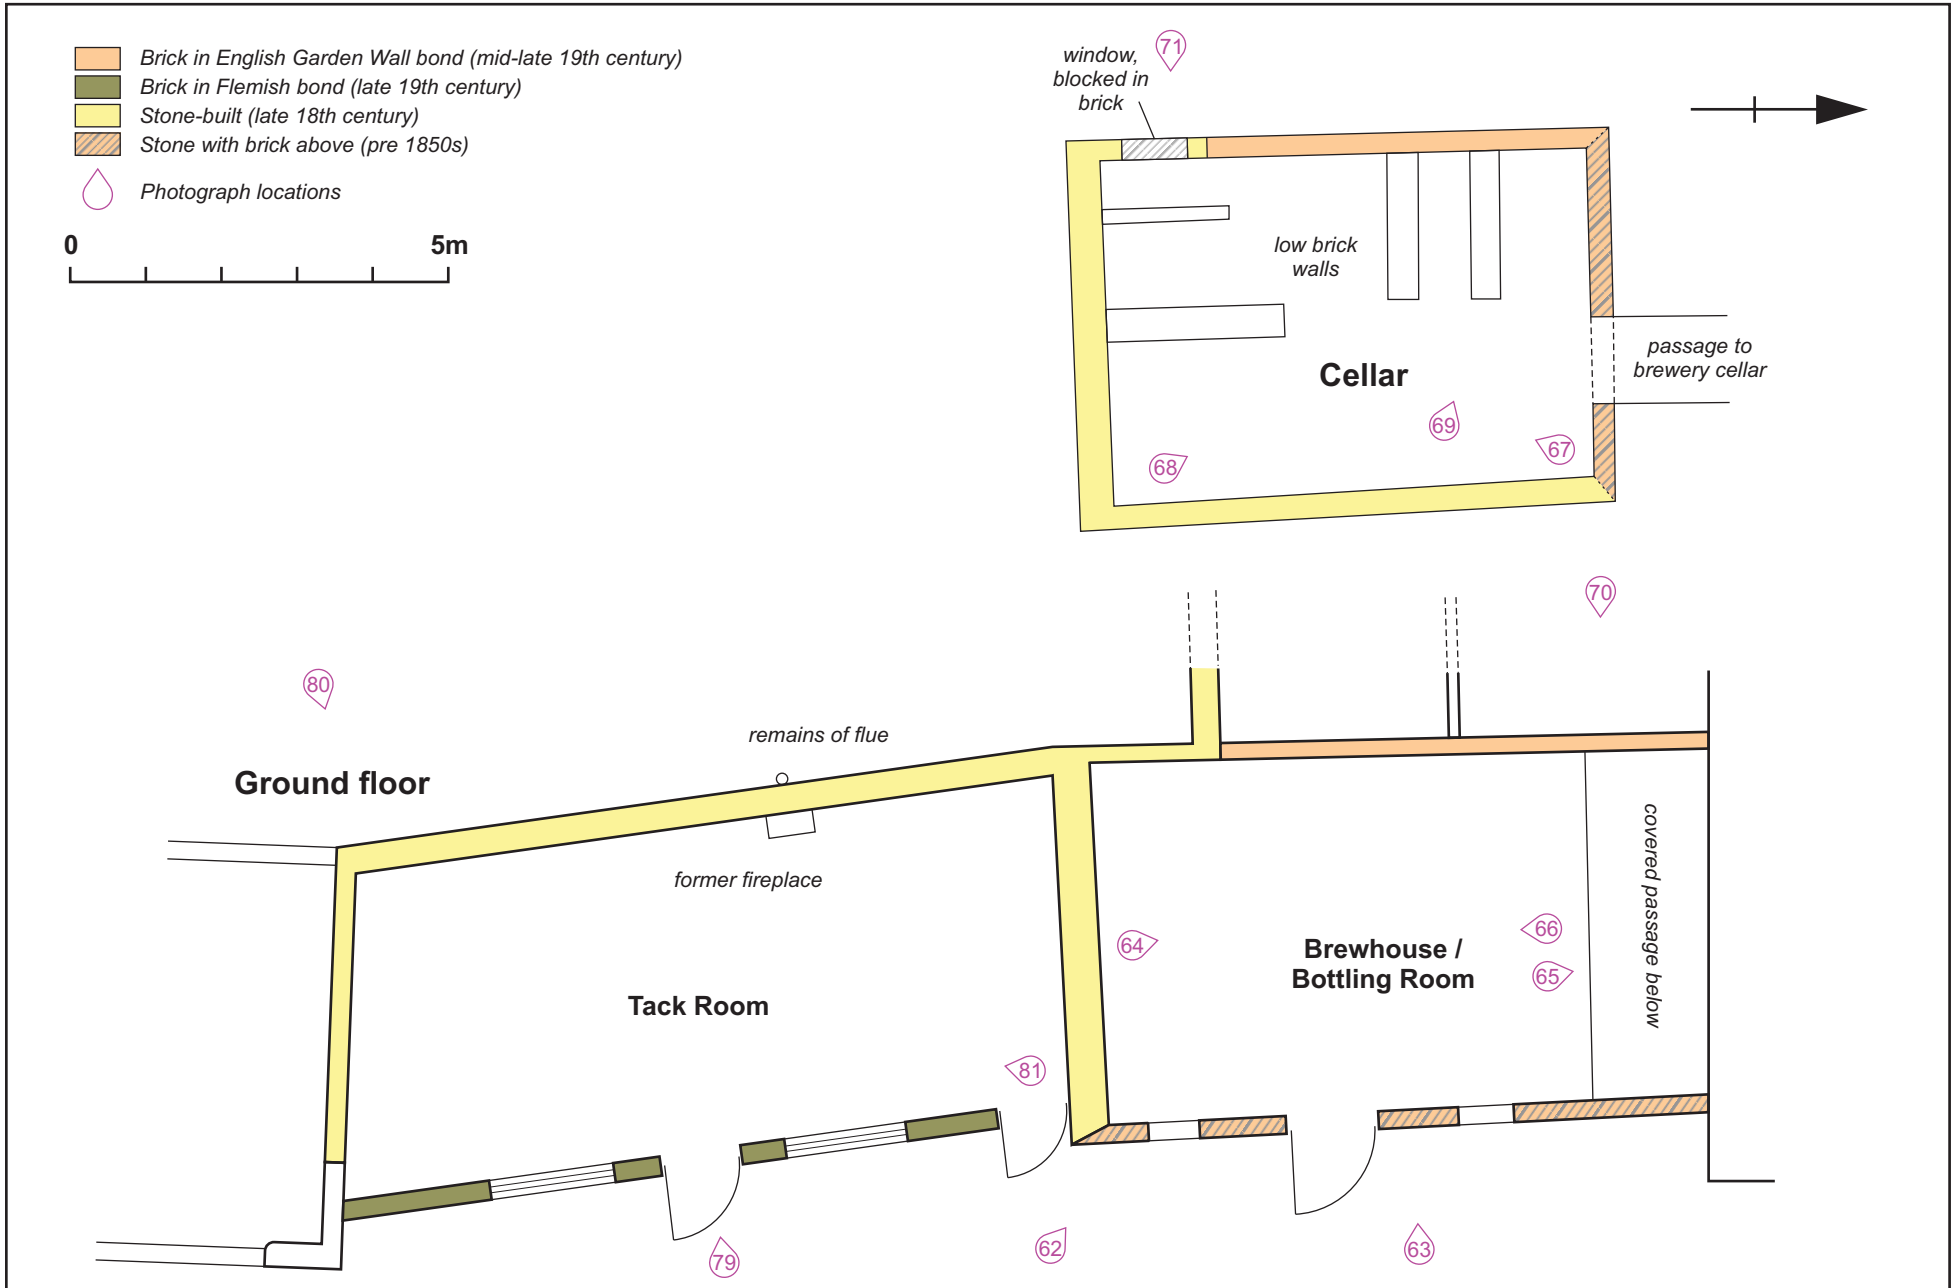 Brick in English Garden Wall bond (mid-late 19th century)
Brick in Flemish bond (late 19th century)
Stone-built (late 18th century)
Stone with brick above (pre 1850s)
Photograph locations
0 5m
window,
blocked in
brick
71
low brick
walls
Cellar
passage to
brewery cellar
69
67
68
70
80
remains of flue
Ground floor
former fireplace
covered passage below
64
66
Brewhouse /
Bottling Room
65
Tack Room
81
79
62
63